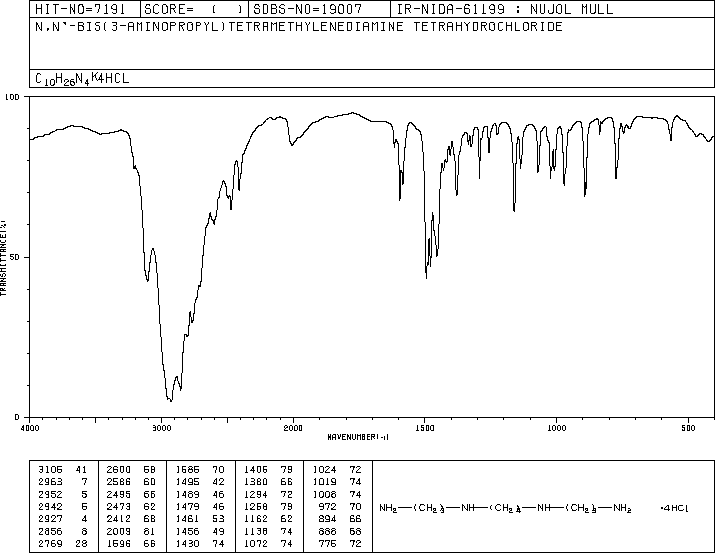 HIT-NO=7191 SCORE= ( ) SDBS-NO=19007 IR-NIDA-61199 : NUJOL MULL
N,N'-BIS(3-AMINOPROPYL)TETRAMETHYLENEDIAMINE TETRAHYDROCHLORIDE
C10H26N4K4HCL
100
50
0
TRANSMITTANCE(%)
4000 3000 2000 1500 1000 500
WAVENUMBER(-1)
3105 41 2600 58 1585 70 1405 79 1024 72
2963 7 2586 60 1495 42 1380 66 1019 74
2952 5 2495 66 1489 46 1294 72 1008 74
2942 5 2473 62 1479 46 1258 79 972 70
2927 4 2412 68 1461 53 1162 62 894 66
2856 8 2009 81 1456 49 1138 74 888 68
2769 28 1596 66 1430 74 1072 74 775 72
NH2—(CH2)3—NH—(CH2)4—NH—(CH2)3—NH2 ·4HCl